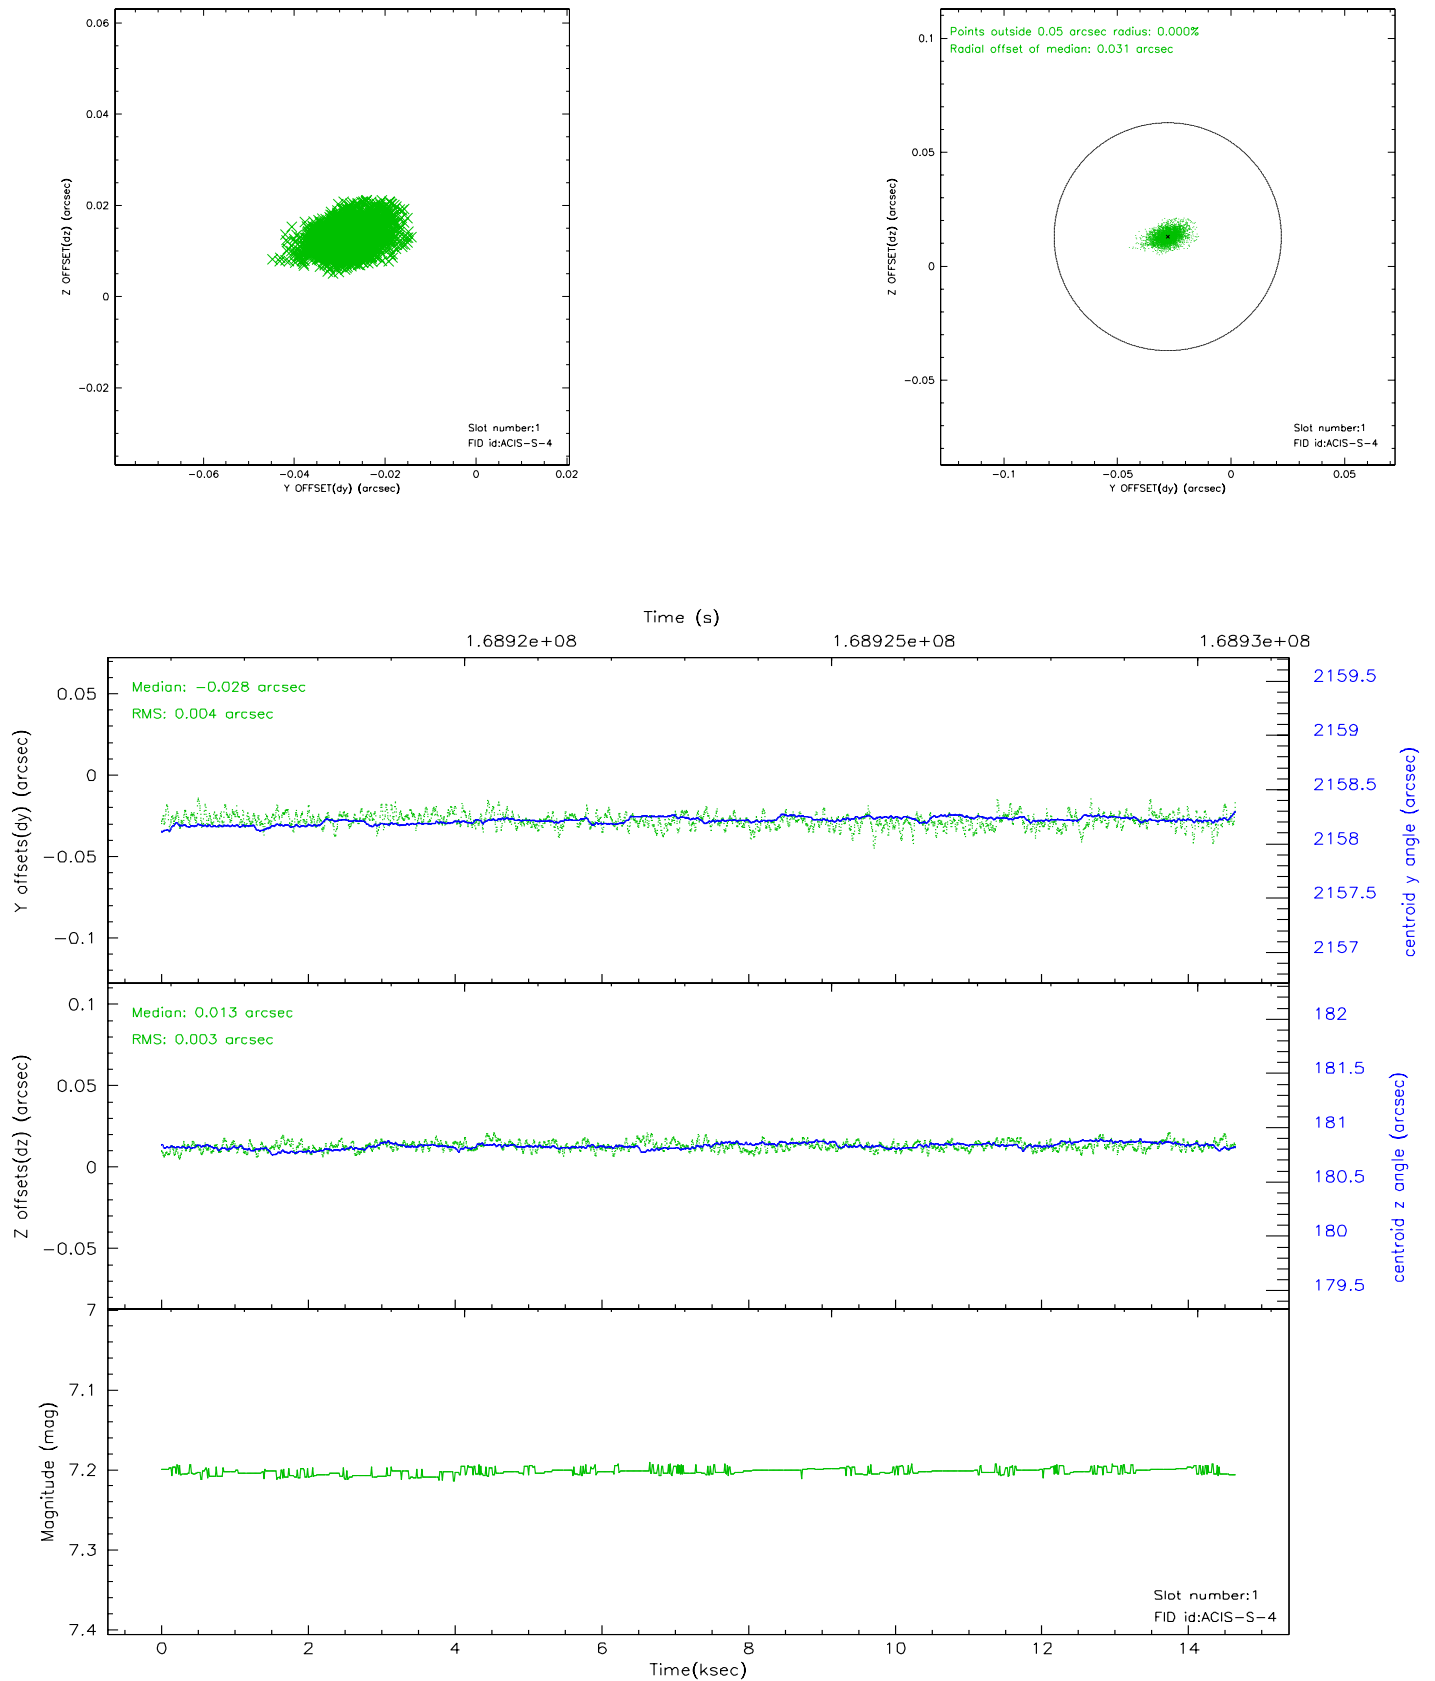 0.06
0.04
0.02
0
−0.02
Z OFFSET(dz) (arcsec)
Slot number:1
FID id:ACIS−S−4
−0.06 −0.04 −0.02 0 0.02
Y OFFSET(dy) (arcsec)
Points outside 0.05 arcsec radius: 0.000%
Radial offset of median: 0.031 arcsec
0.1
0.05
0
−0.05
Z OFFSET(dz) (arcsec)
Slot number:1
FID id:ACIS−S−4
−0.1 −0.05 0 0.05
Y OFFSET(dy) (arcsec)
Time (s)
1.6892e+08 1.68925e+08 1.6893e+08
Median: −0.028 arcsec
RMS: 0.004 arcsec
0.05
0
−0.05
−0.1
Y offsets(dy) (arcsec)
2159.5
2159
2158.5
2158
2157.5
2157
centroid y angle (arcsec)
Median: 0.013 arcsec
RMS: 0.003 arcsec
0.1
0.05
0
−0.05
Z offsets(dz) (arcsec)
182
181.5
181
180.5
180
179.5
centroid z angle (arcsec)
7
7.1
7.2
7.3
7.4
Magnitude (mag)
Slot number:1
FID id:ACIS−S−4
0 2 4 6 8 10 12 14
Time(ksec)